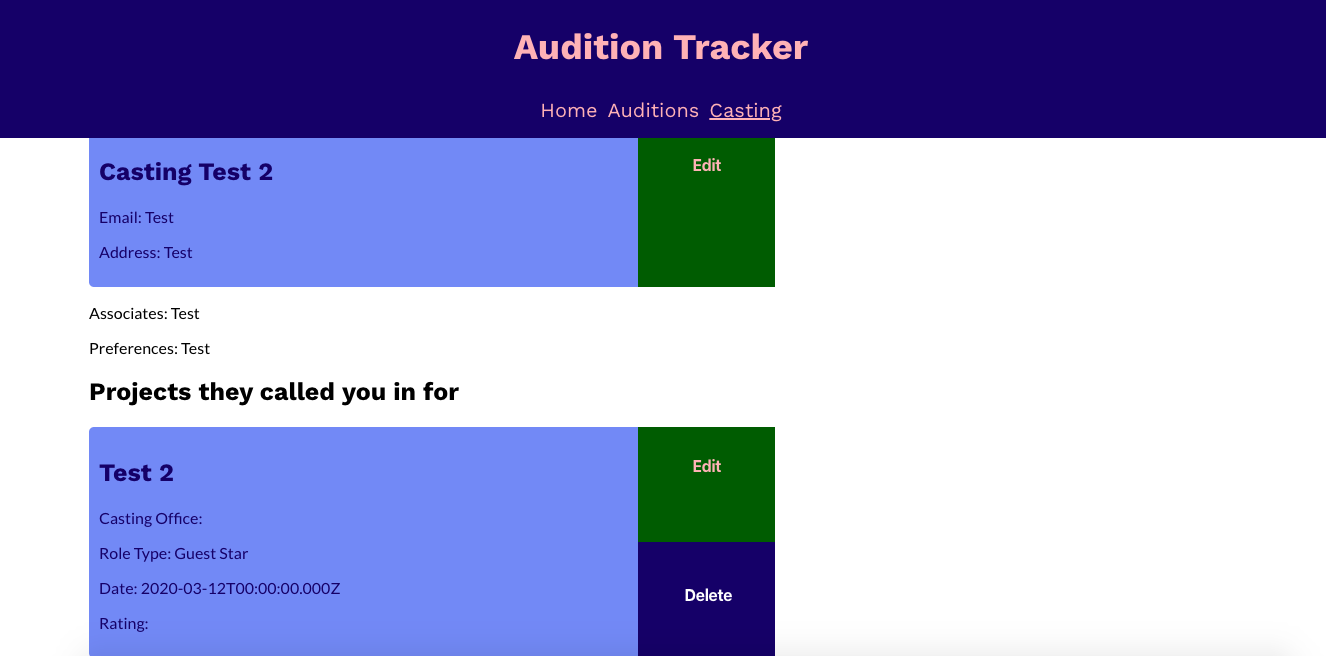 Audition Tracker
Home Auditions Casting
Casting Test 2
Edit
Email: Test
Address: Test
Associates: Test
Preferences: Test
Projects they called you in for
Test 2
Edit
Casting Office:
Role Type: Guest Star
Date: 2020-03-12T00:00:00.000Z
Delete
Rating: